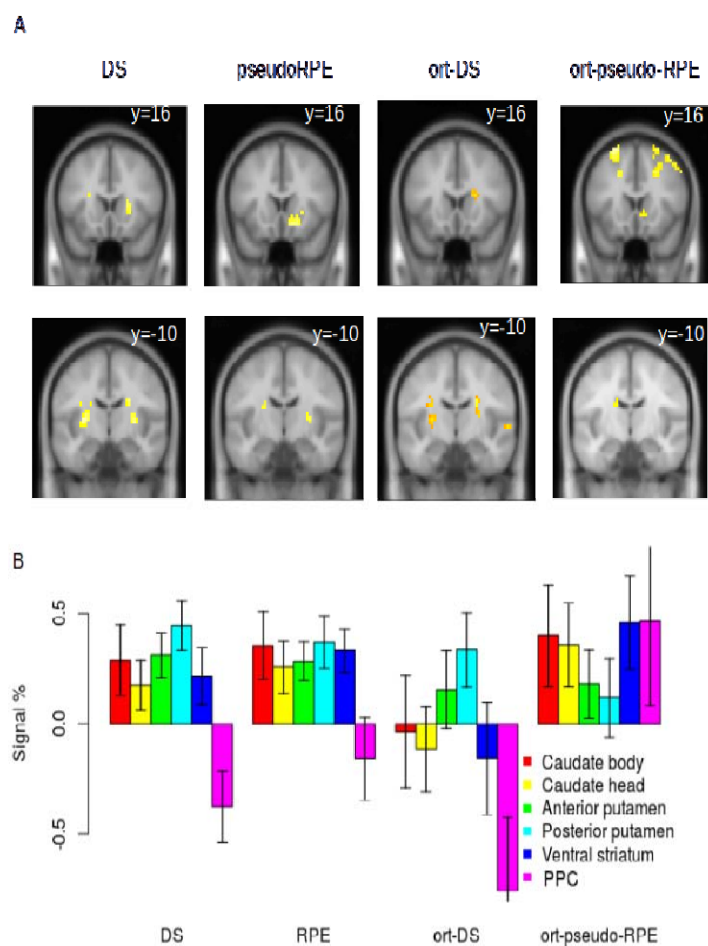 A
DS pseudoRPE ort-DS ort-pseudo-RPE
y=16 y=16 y=16 y=16
y=-10 y=-10 y=-10 y=-10
B
0.5
0.0
-0.5
Signal %
Caudate body
Caudate head
Anterior putamen
Posterior putamen
Ventral striatum
PPC
DS RPE ort-DS ort-pseudo-RPE